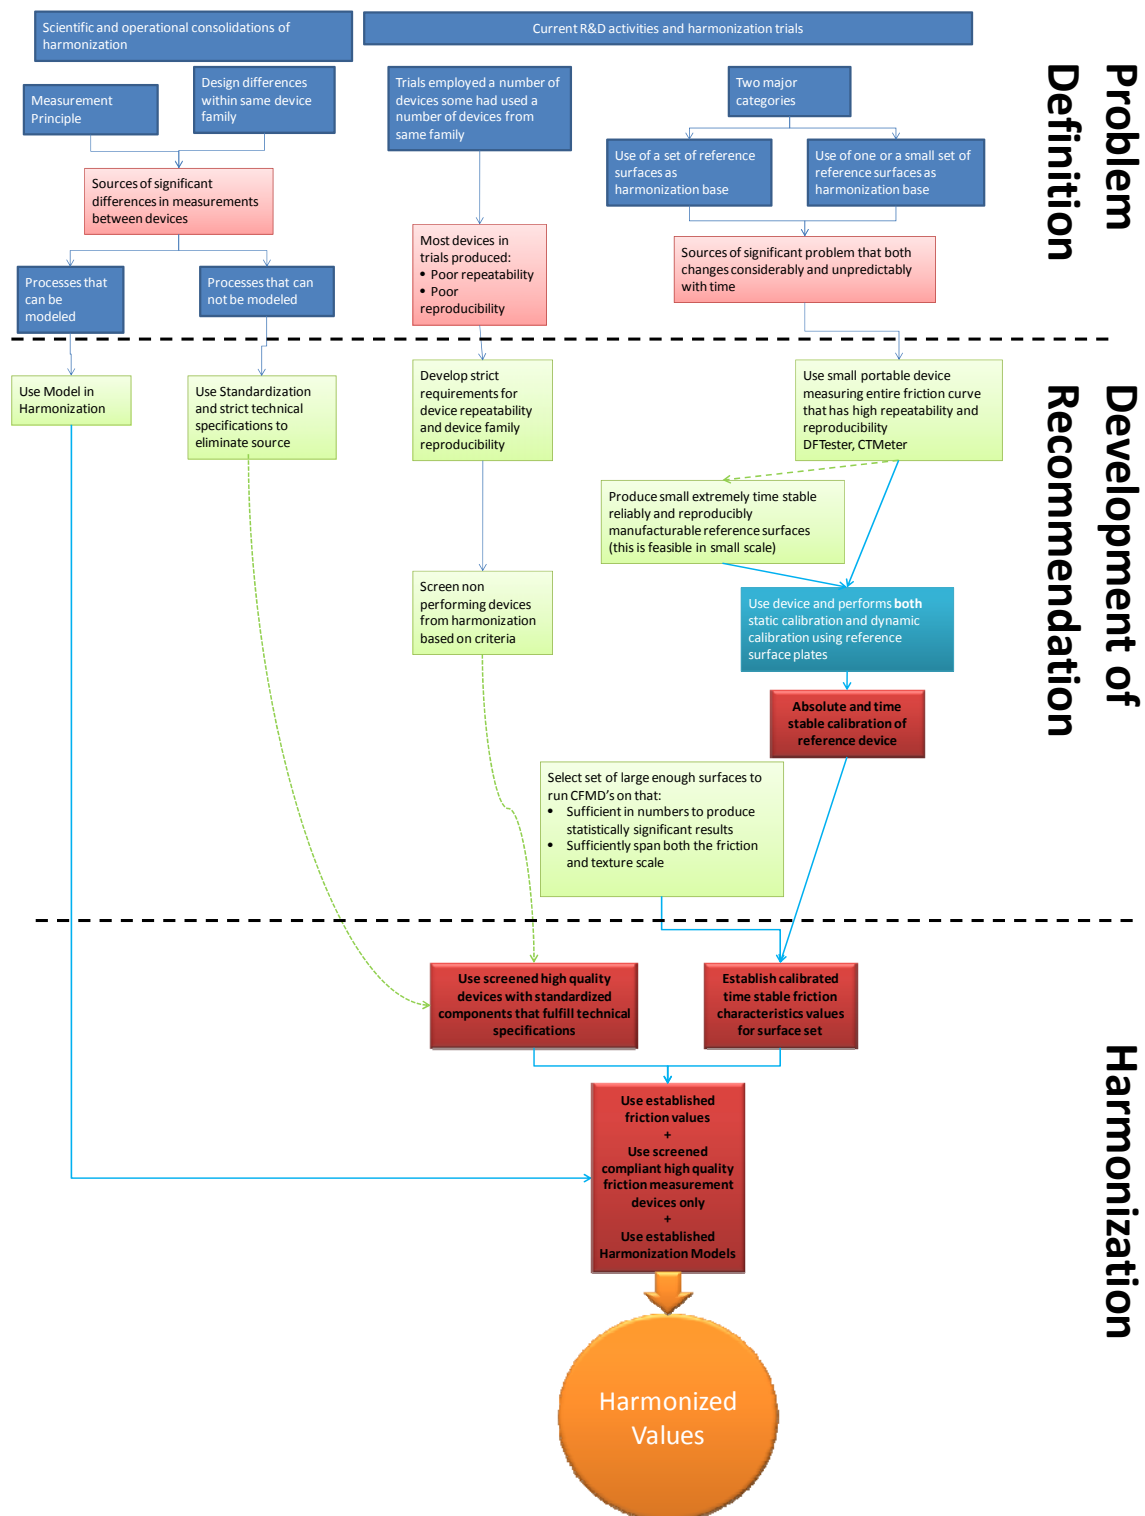 Scientific and operational consolidations of
harmonization
Current R&D activities and harmonization trials
Problem
Definition
Measurement
Principle
Design differences
within same device
family
Trials employed a number of
devices some had used a
number of devices from
same family
Two major
categories
Use of a set of reference
surfaces as
harmonization base
Use of one or a small set of
reference surfaces as
harmonization base
Sources of significant
differences in measurements
between devices
Most devices in
trials produced:
• Poor repeatability
• Poor
reproducibility
Sources of significant problem that both
changes considerably and unpredictably
with time
Processes that
can be
modeled
Processes that can
not be modeled
Development of
Recommendation
Use Model in
Harmonization
Use Standardization
and strict technical
specifications to
eliminate source
Develop strict
requirements for
device repeatability
and device family
reproducibility
Use small portable device
measuring entire friction curve
that has high repeatability and
reproducibility
DFTester, CTMeter
Produce small extremely time stable
reliably and reproducibly
manufacturable reference surfaces
(this is feasible in small scale)
Screen non
performing devices
from harmonization
based on criteria
Use device and performs both
static calibration and dynamic
calibration using reference
surface plates
Absolute and time
stable calibration of
reference device
Select set of large enough surfaces to
run CFMD's on that:
• Sufficient in numbers to produce
statistically significant results
• Sufficiently span both the friction
and texture scale
Harmonization
Use screened high quality
devices with standardized
components that fulfill technical
specifications
Establish calibrated
time stable friction
characteristics values
for surface set
Use established
friction values
+
Use screened
compliant high quality
friction measurement
devices only
+
Use established
Harmonization Models
Harmonized
Values